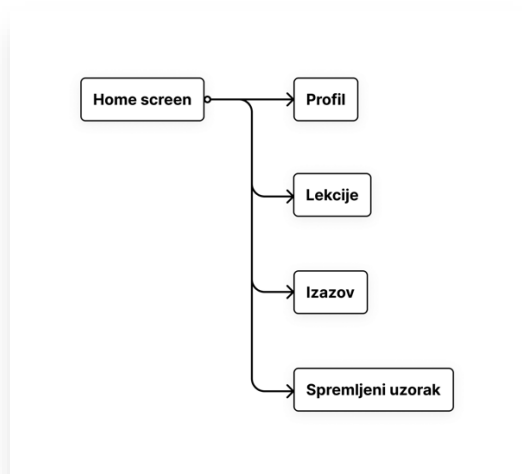 Home screen
Profil
Lekcije
Izazov
Spremljeni uzorak